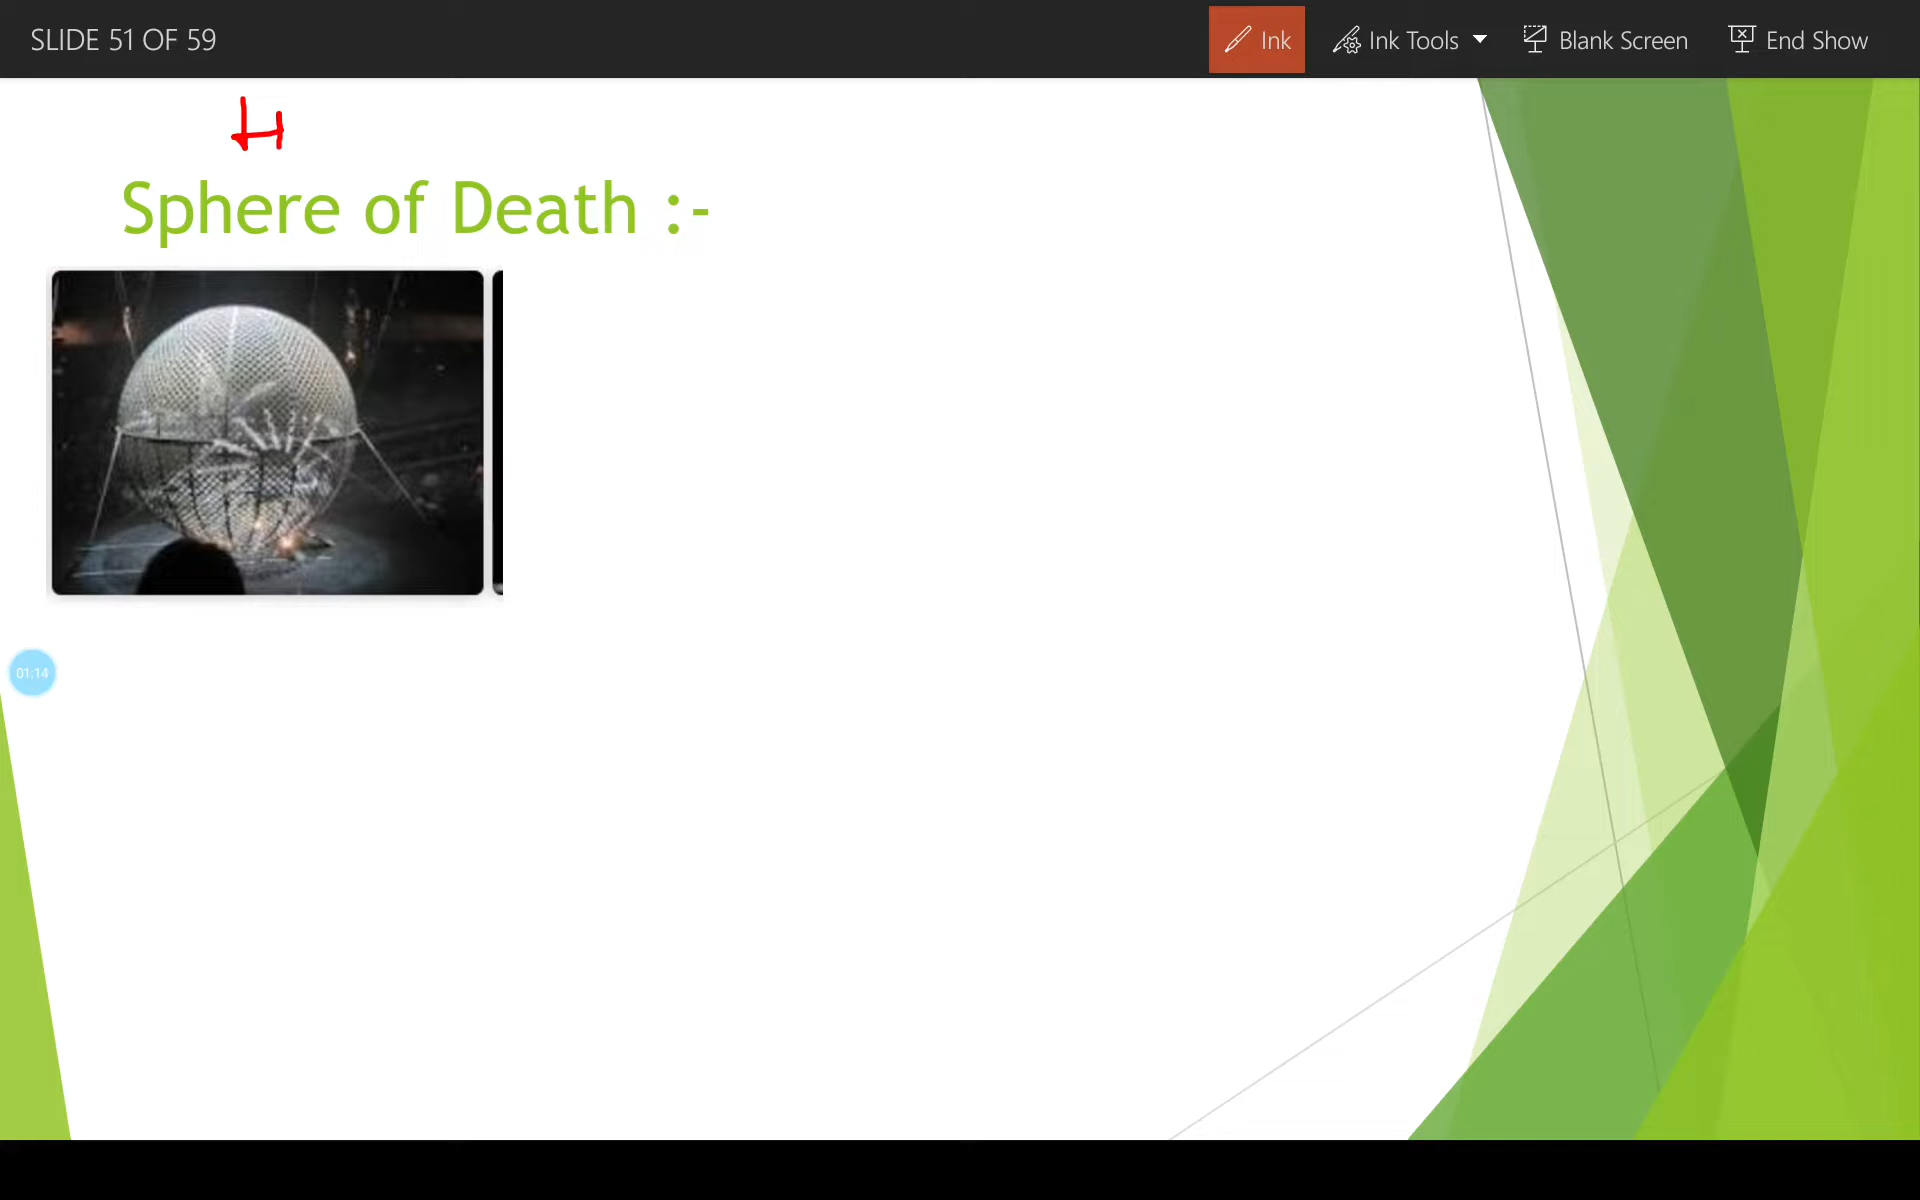 SLIDE 51 OF 59
Ink
Ink Tools
Blank Screen
End Show
H
Sphere of Death :-
01:14